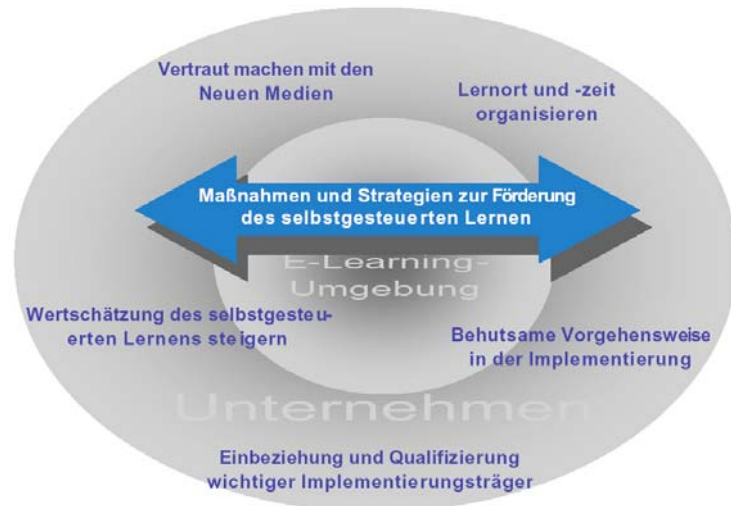 Vertraut machen mit den
Neuen Medien
Lernort und -zeit
organisieren
Maßnahmen und Strategien zur Förderung
des selbstgesteuerten Lernen
E-Learning-
Umgebung
Wertschätzung des selbstgesteu-
erten Lernens steigern
Behutsame Vorgehensweise
in der Implementierung
Unternehmen
Einbeziehung und Qualifizierung
wichtiger Implementierungsträger